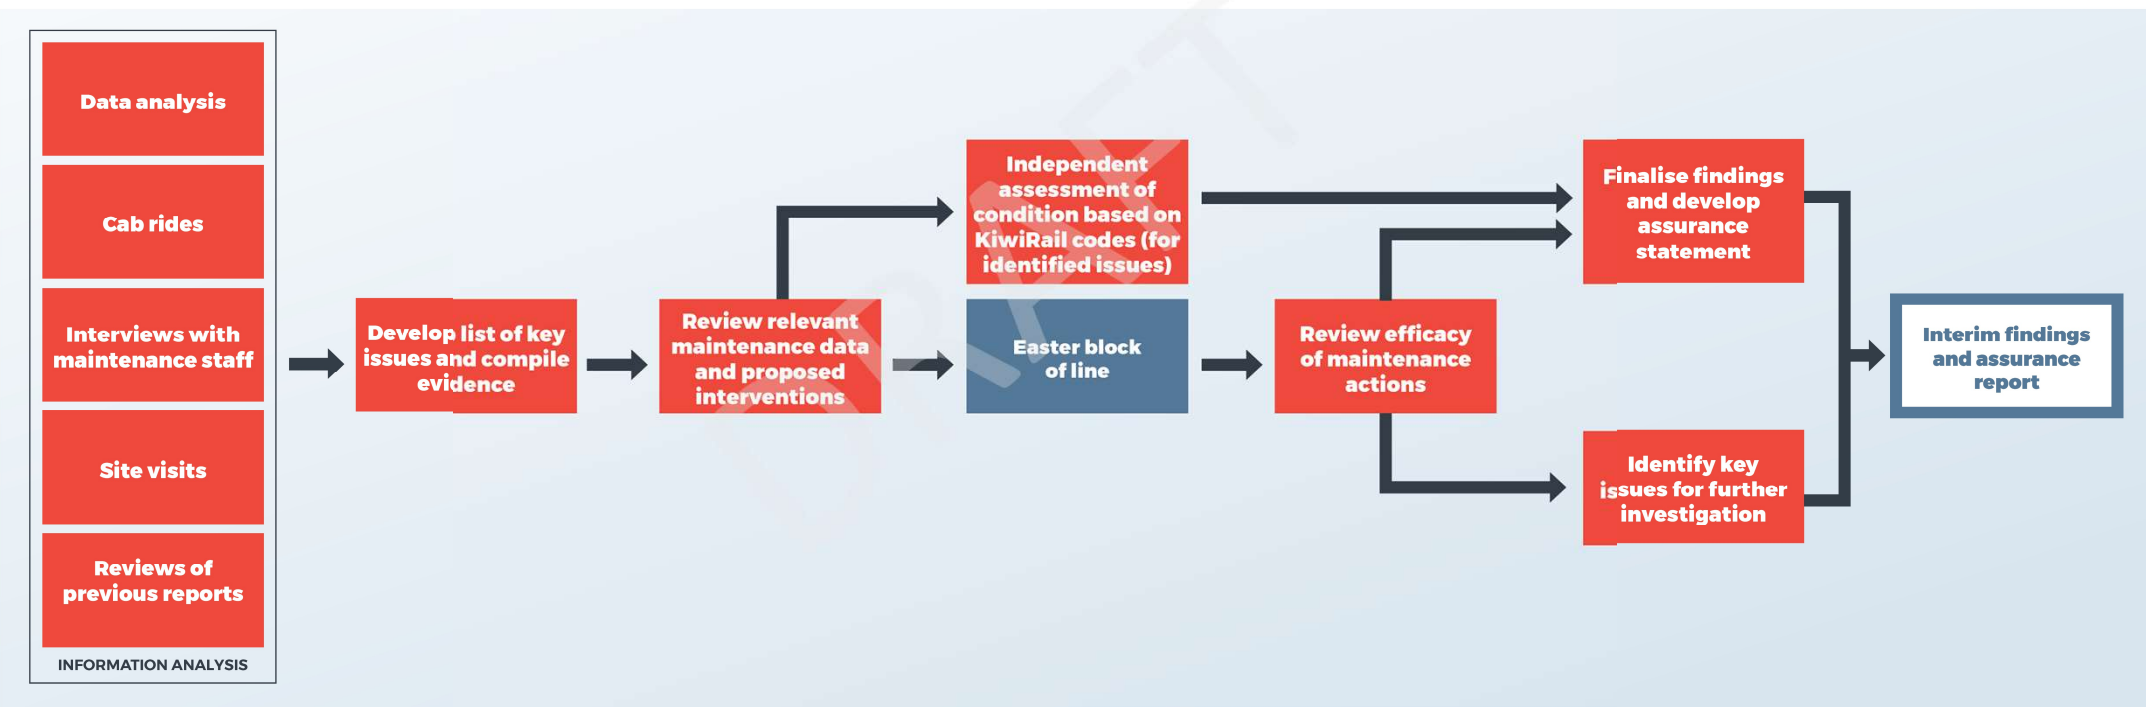 Data analysis
Cab rides
Interviews with
maintenance staff
Site visits
Reviews of
previous reports
INFORMATION ANALYSIS
Develop list of key
issues and compile
evidence
Review relevant
maintenance data
and proposed
interventions
Independent
assessment of
condition based on
KiwiRail codes (for
identified issues)
Easter block
of line
Review efficacy
of maintenance
actions
Finalise findings
and develop
assurance
statement
Identify key
issues for further
investigation
Interim findings
and assurance
report
DRAFT